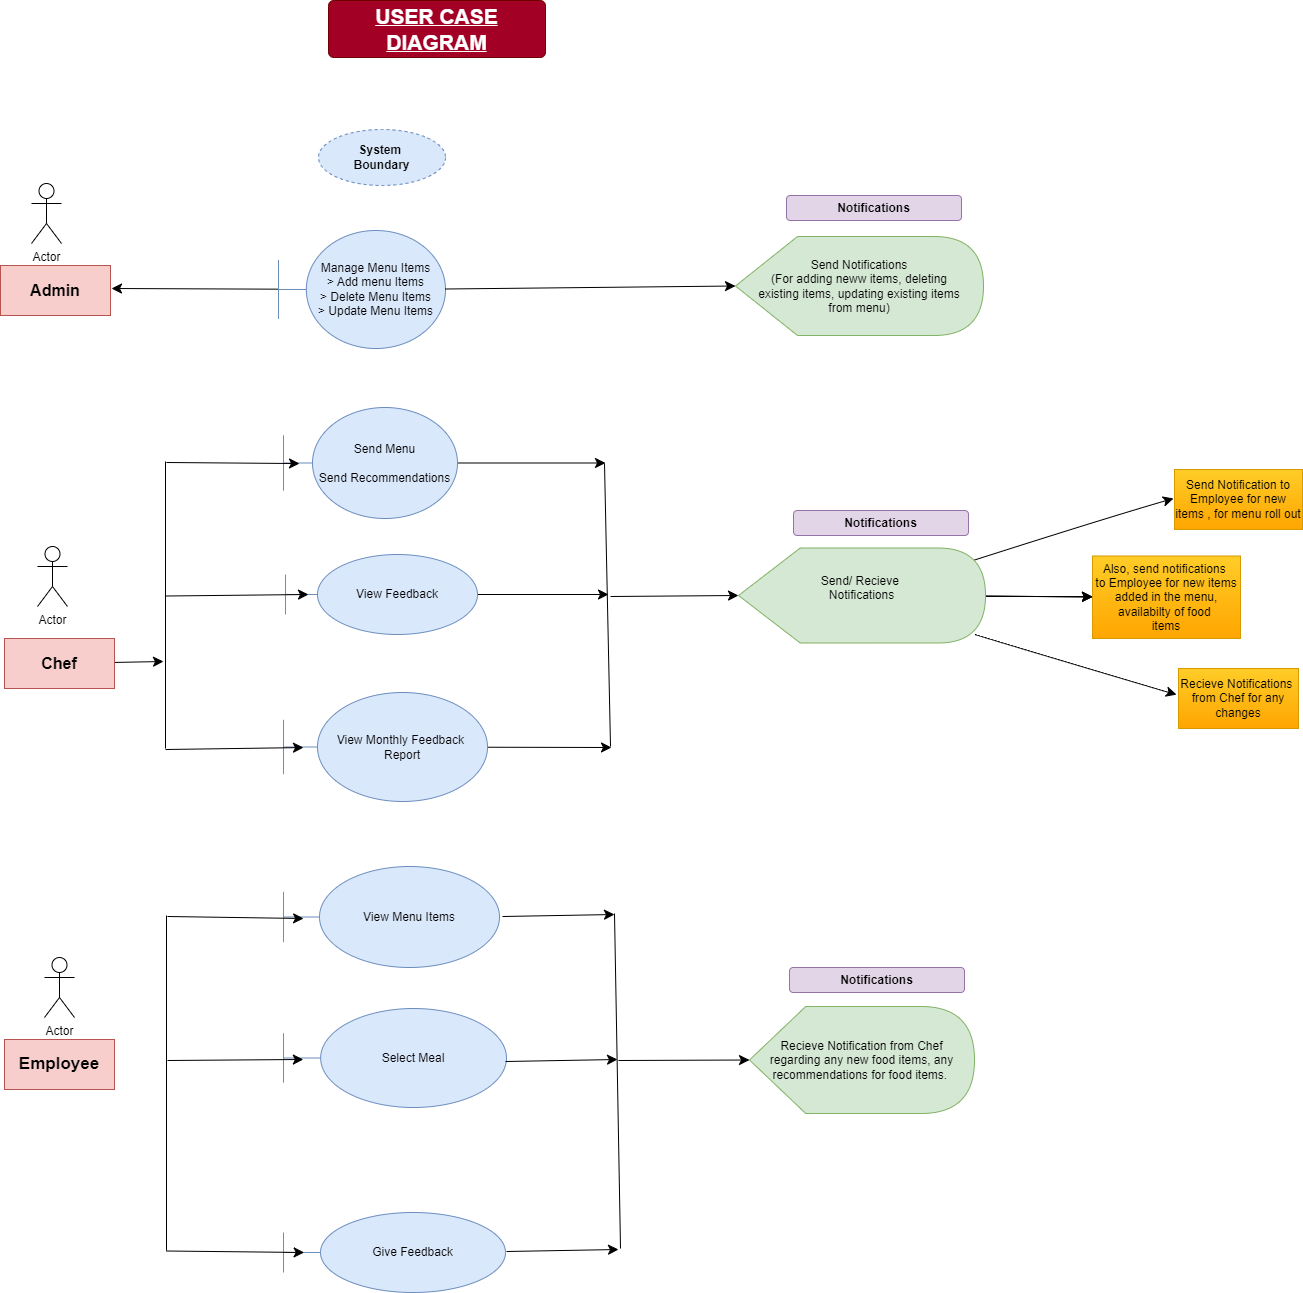 USER CASE
DIAGRAM
System
Boundary
Actor
Admin
Manage Menu Items
> Add menu Items
> Delete Menu Items
> Update Menu Items
Notifications
Send Notifications
(For adding neww items, deleting
existing items, updating existing items
from menu)
Actor
Chef
Send Menu
Send Recommendations
View Feedback
View Monthly Feedback
Report
Notifications
Send/ Recieve
Notifications
Send Notification to
Employee for new
items , for menu roll out
Also, send notifications
to Employee for new items
added in the menu,
availabilty of food
items
Recieve Notifications
from Chef for any
changes
Actor
Employee
View Menu Items
Select Meal
Give Feedback
Notifications
Recieve Notification from Chef
regarding any new food items, any
recommendations for food items.